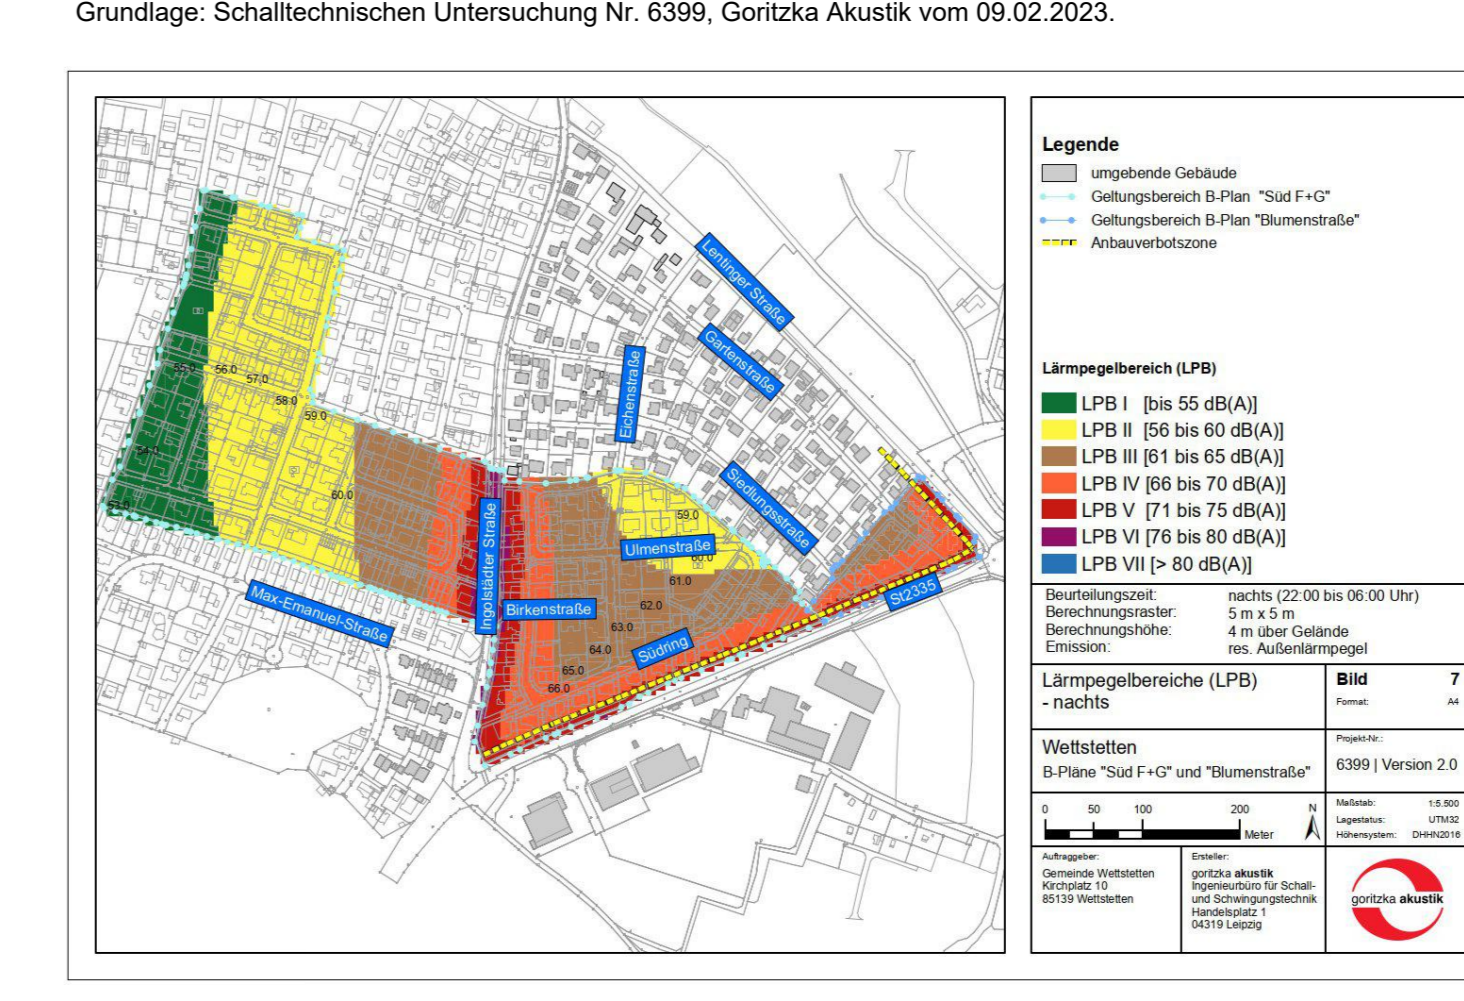 Grundlage: Schalltechnischen Untersuchung Nr. 6399, Goritzka Akustik vom 09.02.2023.
Lentinger Straße
Gartenstraße
Eichenstraße
Siedlungsstraße
Ingolstädter Straße
Ulmenstraße
Birkenstraße
Max-Emanuel-Straße
Südring
St2335
55.0
56.0
57.0
58.0
59.0
54.0
53.0
60.0
59.0
60.0
61.0
62.0
63.0
64.0
65.0
66.0
Legende
umgebende Gebäude
Geltungsbereich B-Plan "Süd F+G"
Geltungsbereich B-Plan "Blumenstraße"
Anbauverbotszone
Lärmpegelbereich (LPB)
LPB I [bis 55 dB(A)]
LPB II [56 bis 60 dB(A)]
LPB III [61 bis 65 dB(A)]
LPB IV [66 bis 70 dB(A)]
LPB V [71 bis 75 dB(A)]
LPB VI [76 bis 80 dB(A)]
LPB VII [> 80 dB(A)]
Beurteilungszeit: nachts (22:00 bis 06:00 Uhr)
Berechnungsraster: 5 m x 5 m
Berechnungshöhe: 4 m über Gelände
Emission: res. Außenlärmpegel
Lärmpegelbereiche (LPB)
- nachts
Bild 7
Format: A4
Wettstetten
B-Pläne "Süd F+G" und "Blumenstraße"
Projekt-Nr.:
6399 | Version 2.0
0 50 100 200 N
Meter
Maßstab: 1:5.500
Lagestatus: UTM32
Höhensystem: DHHN2016
Auftraggeber:
Gemeinde Wettstetten
Kirchplatz 10
85139 Wettstetten
Ersteller:
goritzka akustik
Ingenieurbüro für Schall-
und Schwingungstechnik
Handelsplatz 1
04319 Leipzig
goritzka akustik